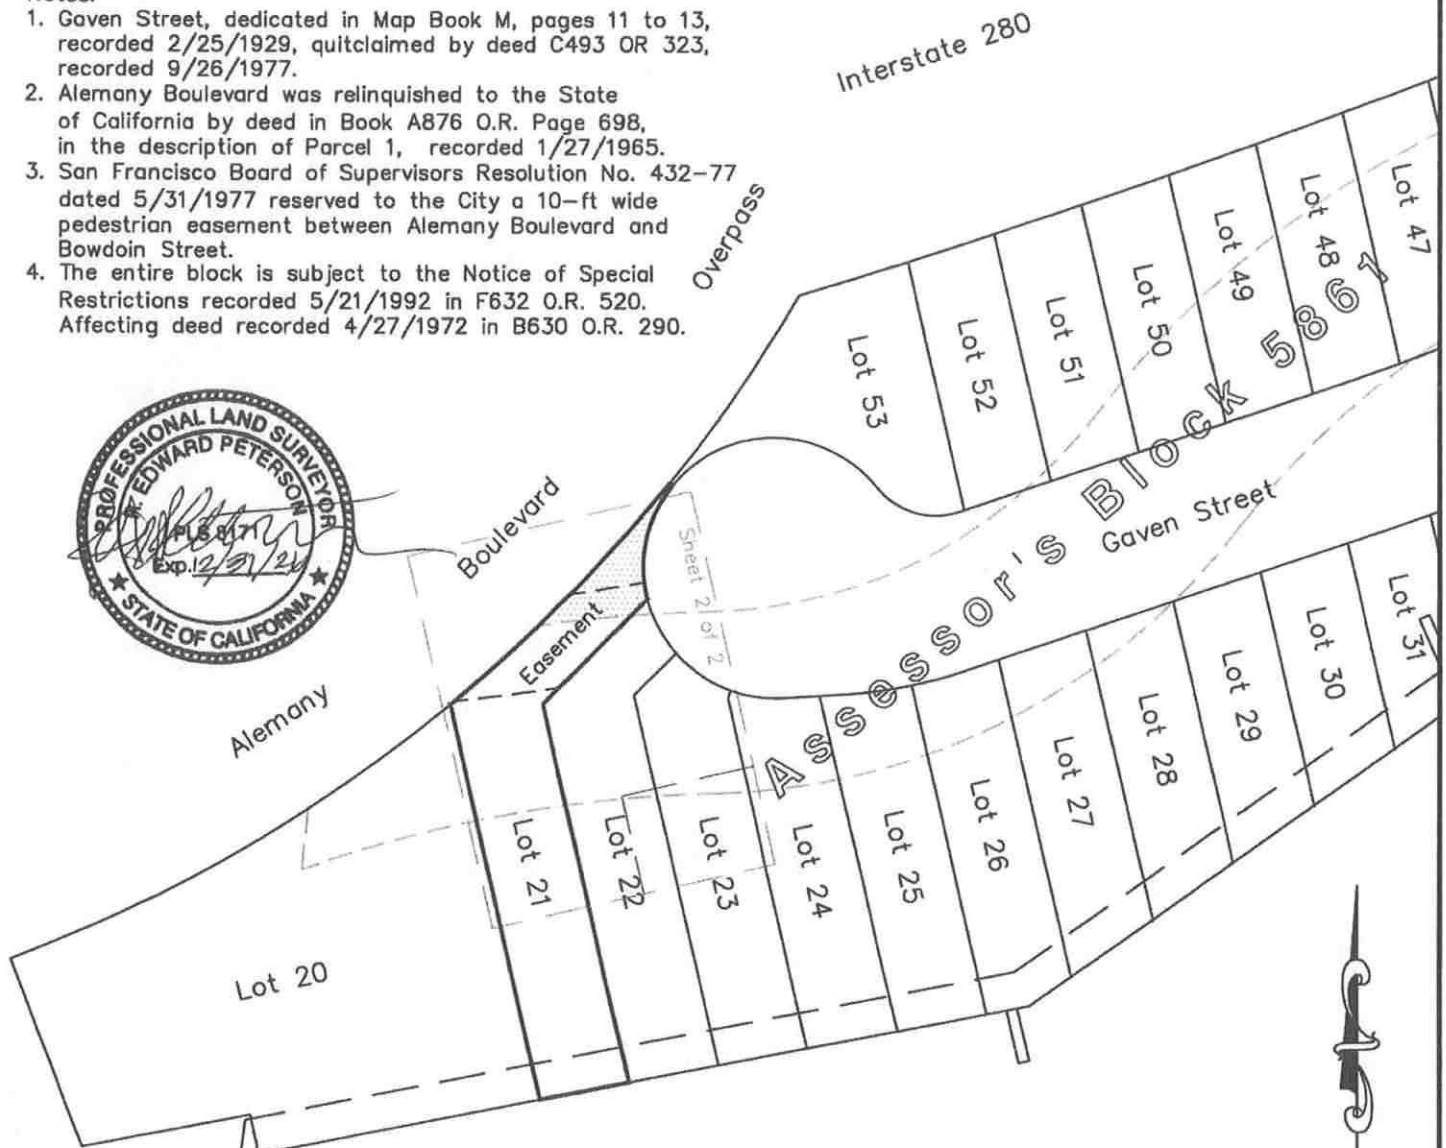 1. Gaven Street, dedicated in Map Book M, pages 11 to 13,
recorded 2/25/1929, quitclaimed by deed C493 OR 323,
recorded 9/26/1977.
2. Alemany Boulevard was relinquished to the State
of California by deed in Book A876 O.R. Page 698,
in the description of Parcel 1, recorded 1/27/1965.
3. San Francisco Board of Supervisors Resolution No. 432-77
dated 5/31/1977 reserved to the City a 10-ft wide
pedestrian easement between Alemany Boulevard and
Bowdoin Street.
4. The entire block is subject to the Notice of Special
Restrictions recorded 5/21/1992 in F632 O.R. 520.
Affecting deed recorded 4/27/1972 in B630 O.R. 290.
Interstate 280
Overpass
Lot 47
Lot 48
Lot 49
Lot 50
Lot 51
Lot 52
Lot 53
Assessor's Block 5861
Gaven Street
PROFESSIONAL LAND SURVEYOR
EDWARD PETERSON
Exp.
STATE OF CALIFORNIA
Alemany
Boulevard
Easement
Sheet 2 of 2
Lot 20
Lot 21
Lot 22
Lot 23
Lot 24
Lot 25
Lot 26
Lot 27
Lot 28
Lot 29
Lot 30
Lot 31